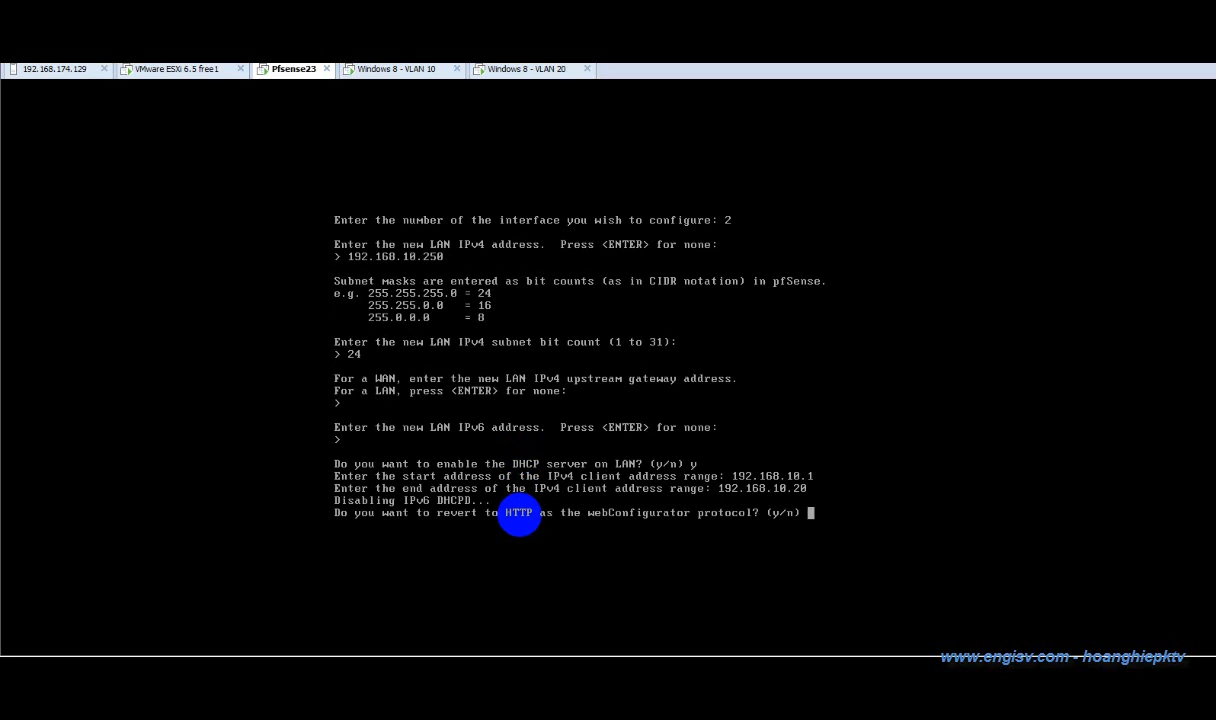 192.168.174.129 VMware ESXi 6.5 free1 Pfsense23 Windows 8 - VLAN 10 Windows 8 - VLAN 20
Enter the number of the interface you wish to configure: 2
Enter the new LAN IPv4 address.  Press <ENTER> for none:
> 192.168.10.250
Subnet masks are entered as bit counts (as in CIDR notation) in pfSense.
e.g. 255.255.255.0 = 24
255.255.0.0   = 16
255.0.0.0     = 8
Enter the new LAN IPv4 subnet bit count (1 to 31):
> 24
For a WAN, enter the new LAN IPv4 upstream gateway address.
For a LAN, press <ENTER> for none:
>
Enter the new LAN IPv6 address.  Press <ENTER> for none:
>
Do you want to enable the DHCP server on LAN? (y/n) y
Enter the start address of the IPv4 client address range: 192.168.10.1
Enter the end address of the IPv4 client address range: 192.168.10.20
Disabling IPv6 DHCPD...
Do you want to revert to HTTP as the webConfigurator protocol? (y/n)
www.engisv.com - hoanghiepktv